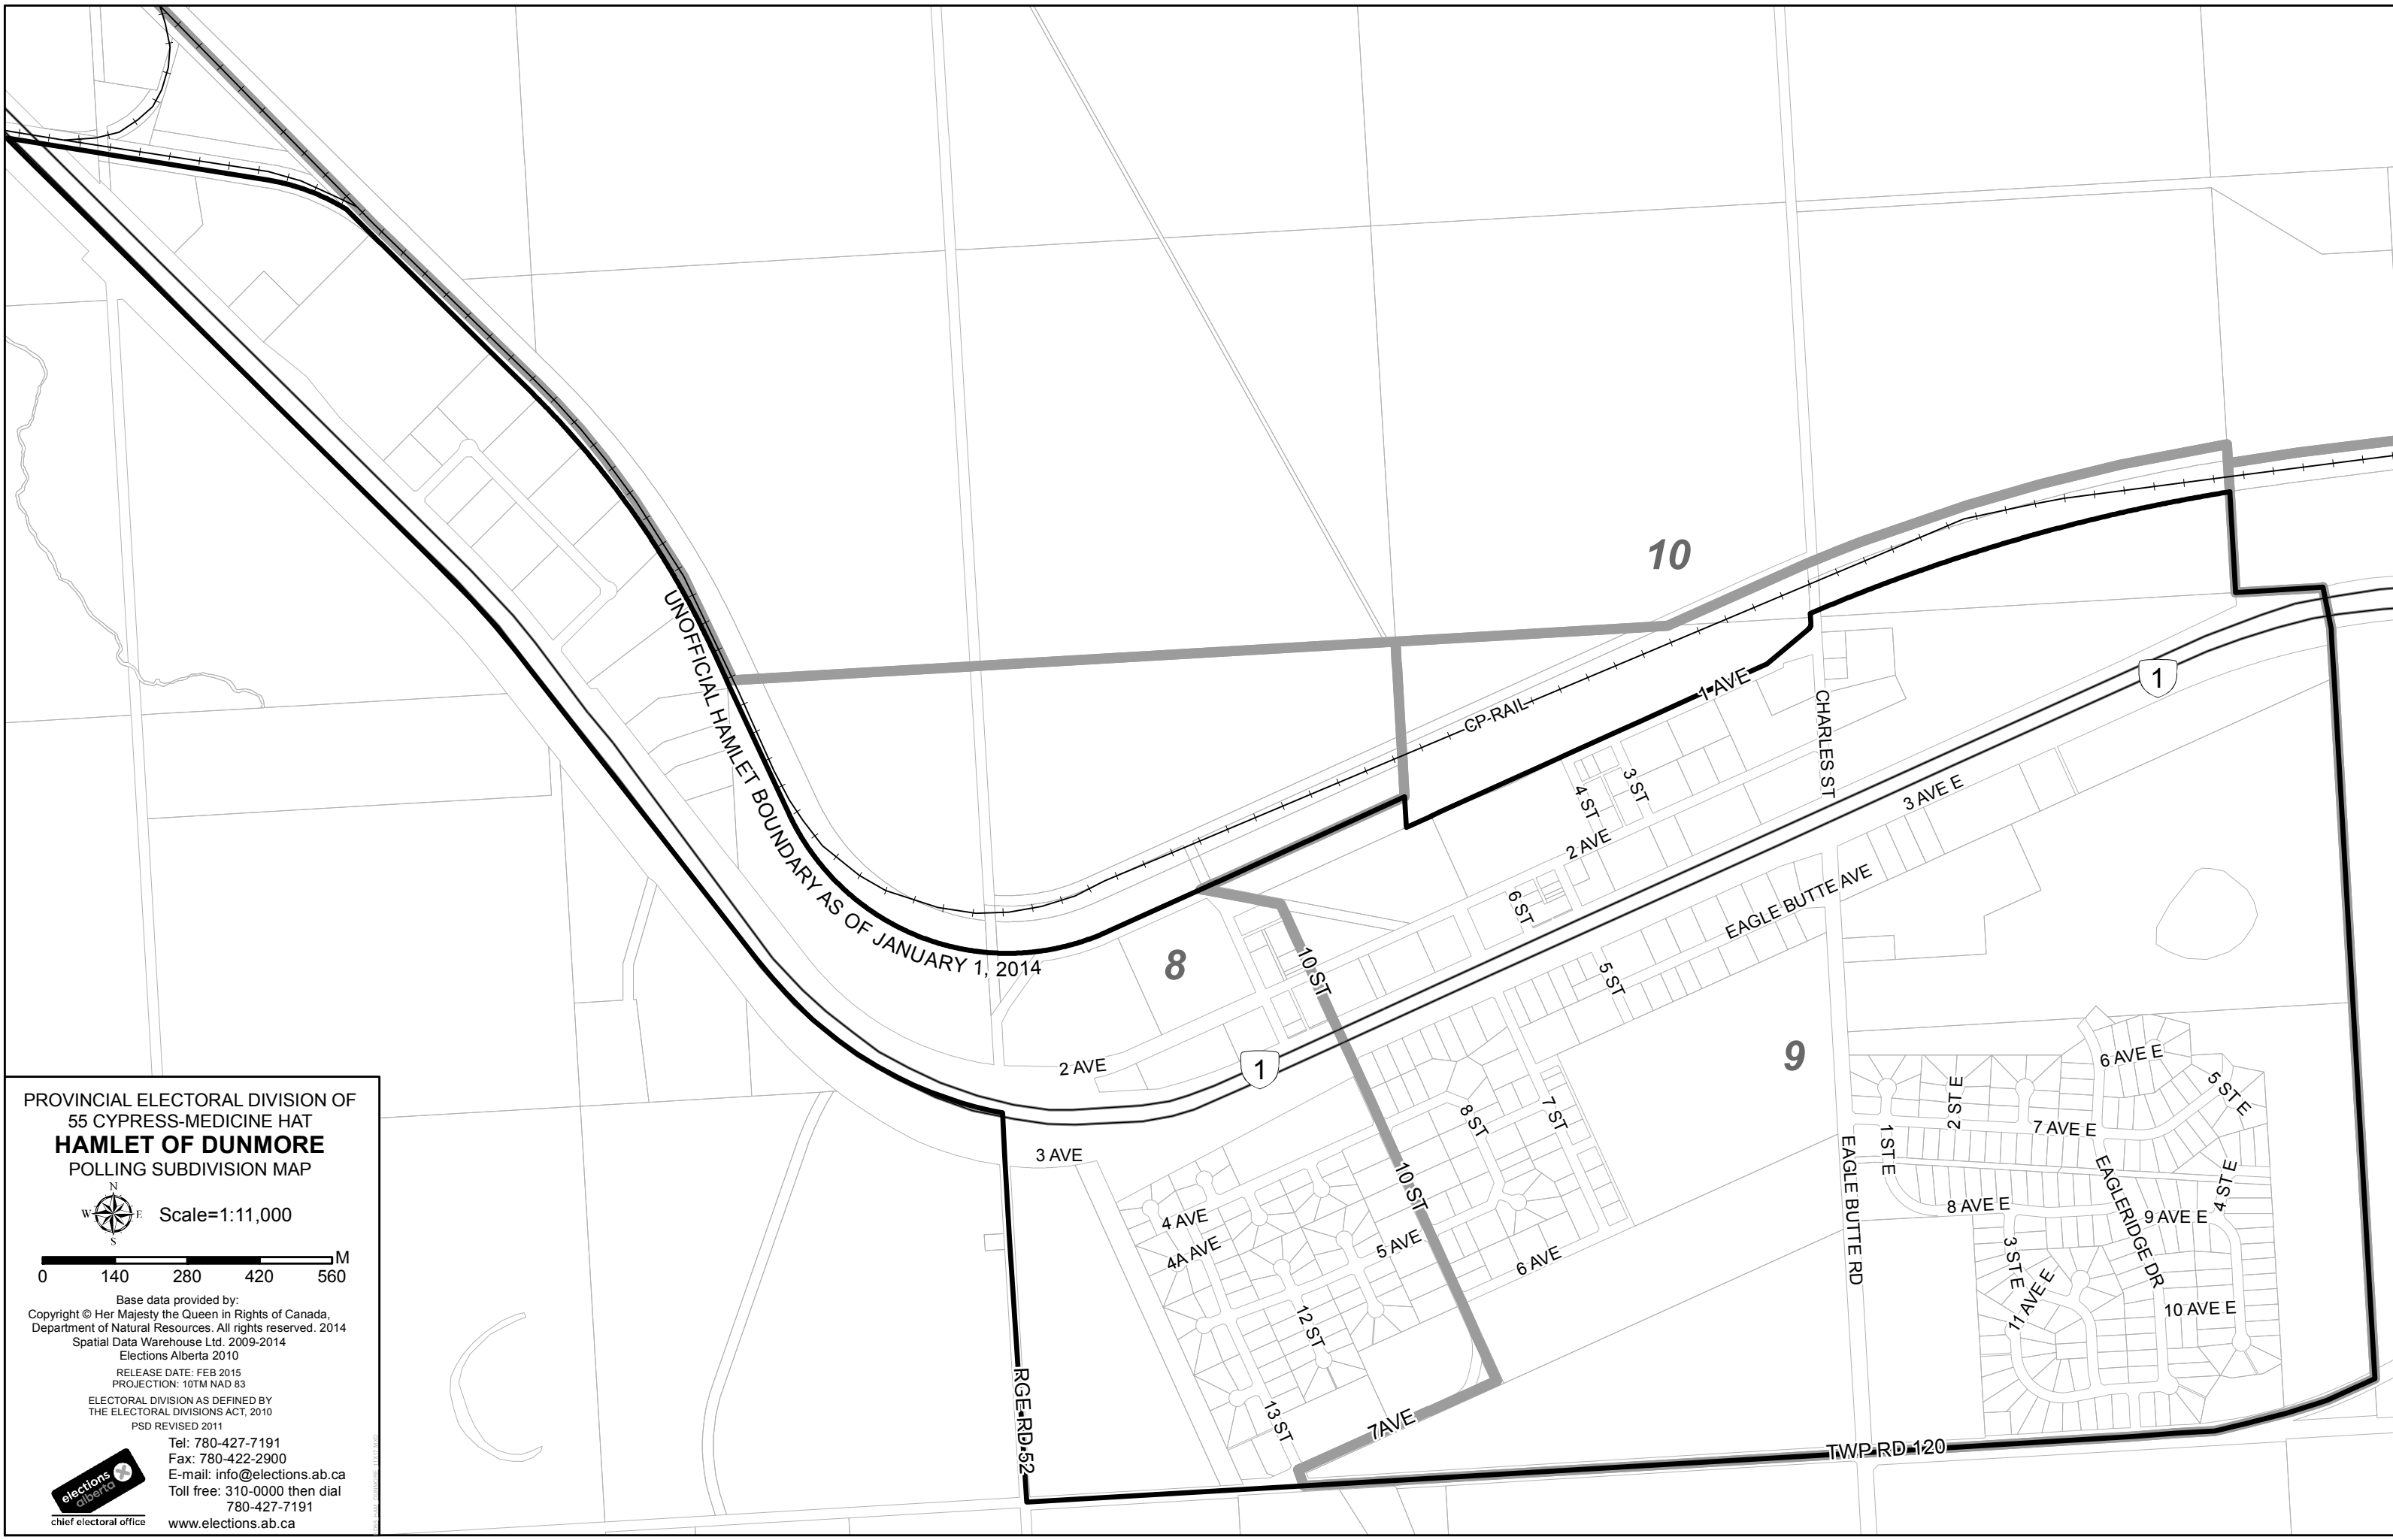 10
UNOFFICIAL HAMLET BOUNDARY AS OF JANUARY 1, 2014
CP RAIL
1 AVE
CHARLES ST
1
3 ST
4 ST
3 AVE E
2 AVE
6 ST
EAGLE BUTTE AVE
8
10 ST
5 ST
9
2 AVE
1
8 ST
7 ST
6 AVE E
5 ST E
2 ST E
7 AVE E
1 ST E
3 AVE
EAGLE BUTTE RD
EAGLERIDGE DR
4 ST E
10 ST
8 AVE E
9 AVE E
4 AVE
4A AVE
5 AVE
6 AVE
3 ST E
11 AVE E
10 AVE E
12 ST
13 ST
7AVE
RGE RD 52
TWP RD 120
PROVINCIAL ELECTORAL DIVISION OF
55 CYPRESS-MEDICINE HAT
HAMLET OF DUNMORE
POLLING SUBDIVISION MAP
N
W E
S
Scale=1:11,000
M
0 140 280 420 560
Base data provided by:
Copyright © Her Majesty the Queen in Rights of Canada,
Department of Natural Resources. All rights reserved. 2014
Spatial Data Warehouse Ltd. 2009-2014
Elections Alberta 2010
RELEASE DATE: FEB 2015
PROJECTION: 10TM NAD 83
ELECTORAL DIVISION AS DEFINED BY
THE ELECTORAL DIVISIONS ACT, 2010
PSD REVISED 2011
elections
alberta
chief electoral office
Tel: 780-427-7191
Fax: 780-422-2900
E-mail: info@elections.ab.ca
Toll free: 310-0000 then dial
780-427-7191
www.elections.ab.ca